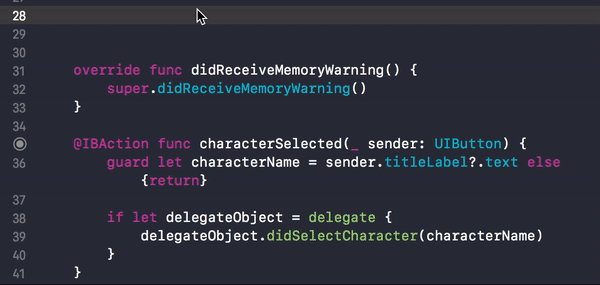 28
29
30
31 override func didReceiveMemoryWarning() {
32 super.didReceiveMemoryWarning()
33 }
34
@IBAction func characterSelected(_ sender: UIButton) {
36 guard let characterName = sender.titleLabel?.text else
{return}
37
38 if let delegateObject = delegate {
39 delegateObject.didSelectCharacter(characterName)
40 }
41 }